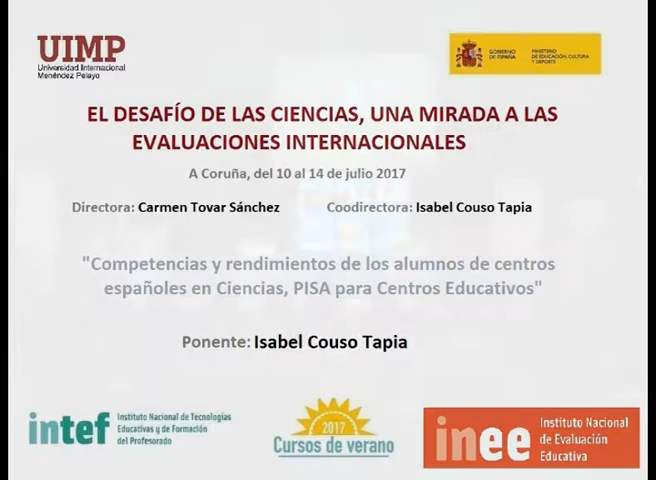 UIMP
Universidad Internacional
Menéndez Pelayo
GOBIERNO
DE ESPAÑA
MINISTERIO
DE EDUCACIÓN, CULTURA
Y DEPORTE
EL DESAFÍO DE LAS CIENCIAS, UNA MIRADA A LAS
EVALUACIONES INTERNACIONALES
A Coruña, del 10 al 14 de julio 2017
Directora: Carmen Tovar Sánchez Coodirectora: Isabel Couso Tapia
"Competencias y rendimientos de los alumnos de centros
españoles en Ciencias, PISA para Centros Educativos"
Ponente: Isabel Couso Tapia
intef
Instituto Nacional de Tecnologías
Educativas y de Formación
del Profesorado
2017
Cursos de verano
inee
Instituto Nacional
de Evaluación
Educativa